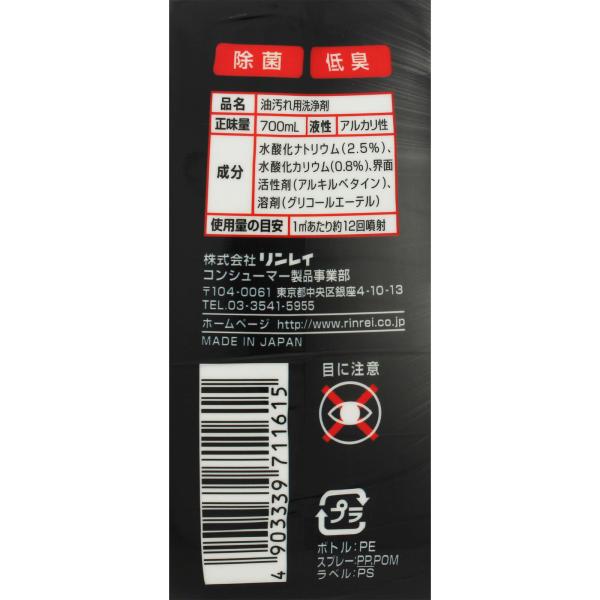 除菌 低臭
品名 油汚れ用洗浄剤
正味量 700mL 液性 アルカリ性
成分 水酸化ナトリウム(2.5%)、
水酸化カリウム(0.8%)、界面
活性剤(アルキルベタイン)、
溶剤(グリコールエーテル)
使用量の目安 1㎡あたり約12回噴射
株式会社 リンレイ
コンシューマー製品事業部
〒104-0061 東京都中央区銀座4-10-13
TEL.03-3541-5955
ホームページ http://www.rinrei.co.jp
MADE IN JAPAN
目に注意
4903339711615
プラ
ボトル:PE
スプレー:PP,POM
ラベル:PS